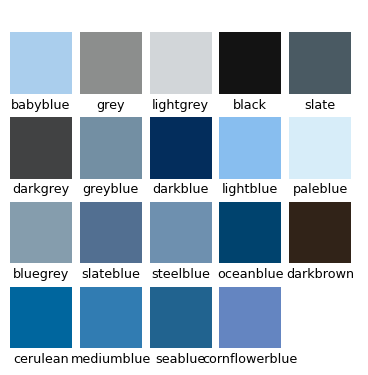 babyblue grey lightgrey black slate
darkgrey greyblue darkblue lightblue paleblue
bluegrey slateblue steelblue oceanblue darkbrown
cerulean mediumblue seablue cornflowerblue